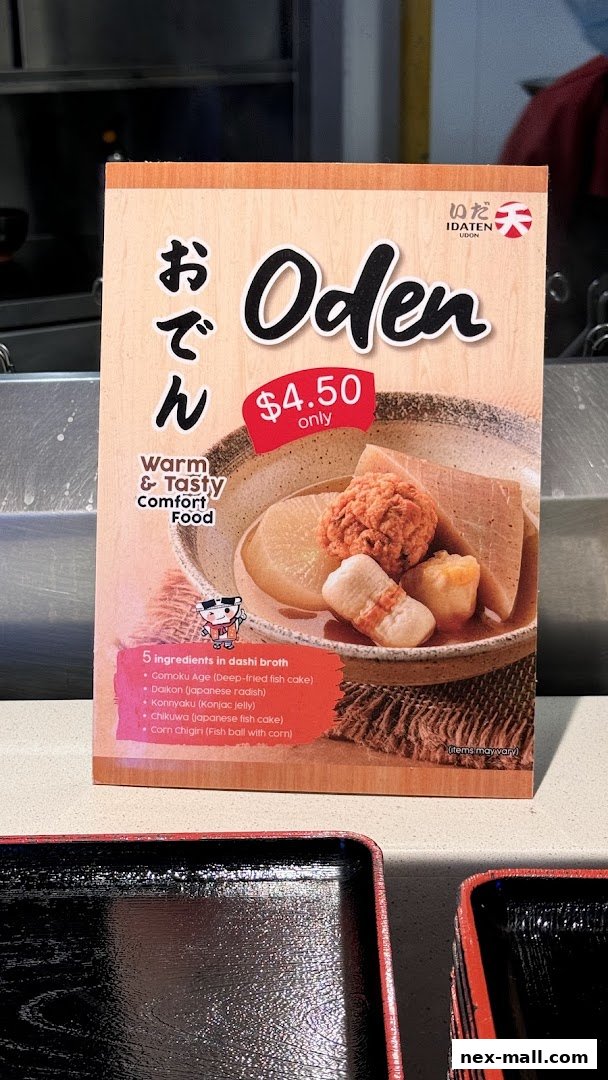 いだ天
IDATEN
UDON
おでん
Oden
$4.50
only
Warm
& Tasty
Comfort
Food
5 ingredients in dashi broth
• Gomoku Age (Deep-fried fish cake)
• Daikon (Japanese radish)
• Konnyaku (Konjac jelly)
• Chikuwa (Japanese fish cake)
• Corn Chigiri (Fish ball with corn)
(items may vary)
nex-mall.com